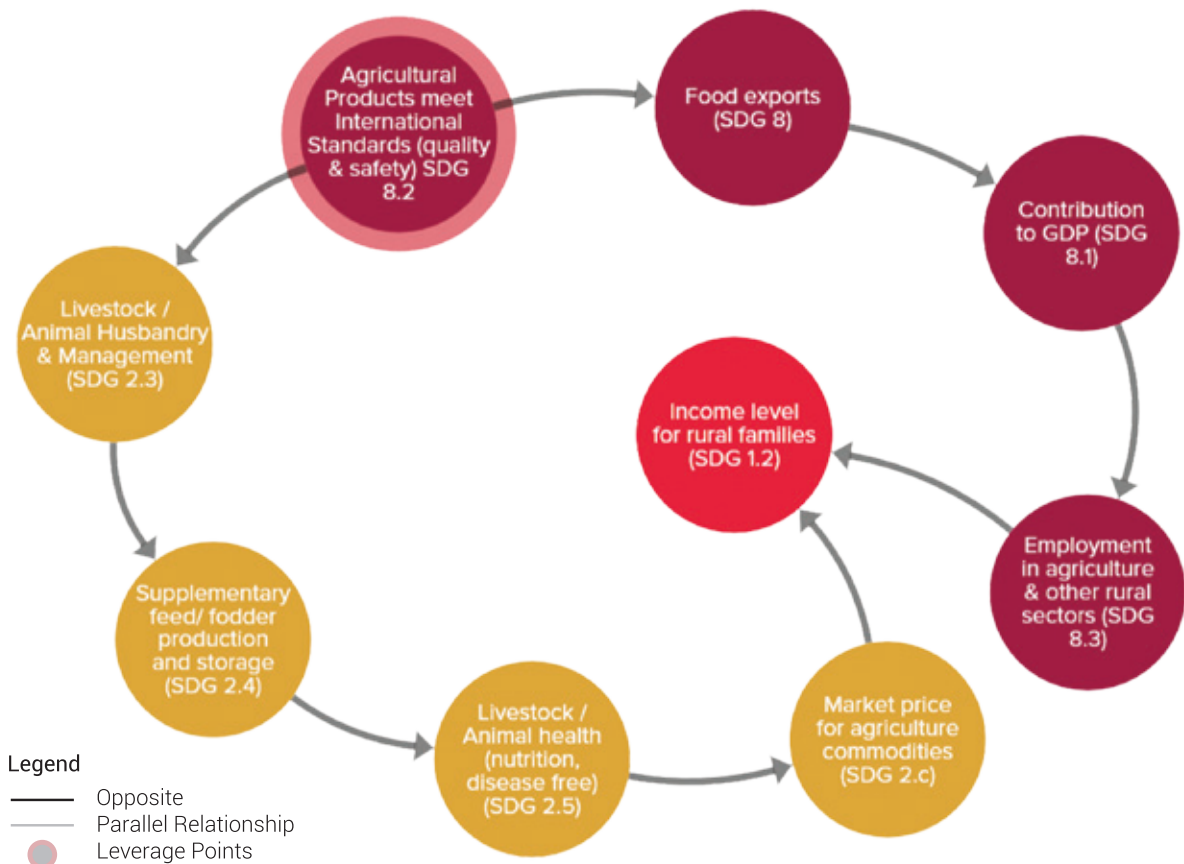 Agricultural
Products meet
International
Standards (quality
& safety) SDG
8.2
Food exports
(SDG 8)
Contribution
to GDP (SDG
8.1)
Livestock /
Animal Husbandry
& Management
(SDG 2.3)
Income level
for rural families
(SDG 1.2)
Employment
in agriculture
& other rural
sectors (SDG
8.3)
Supplementary
feed/ fodder
production
and storage
(SDG 2.4)
Livestock /
Animal health
(nutrition,
disease free)
(SDG 2.5)
Market price
for agriculture
commodities
(SDG 2.c)
Legend
Opposite
Parallel Relationship
Leverage Points